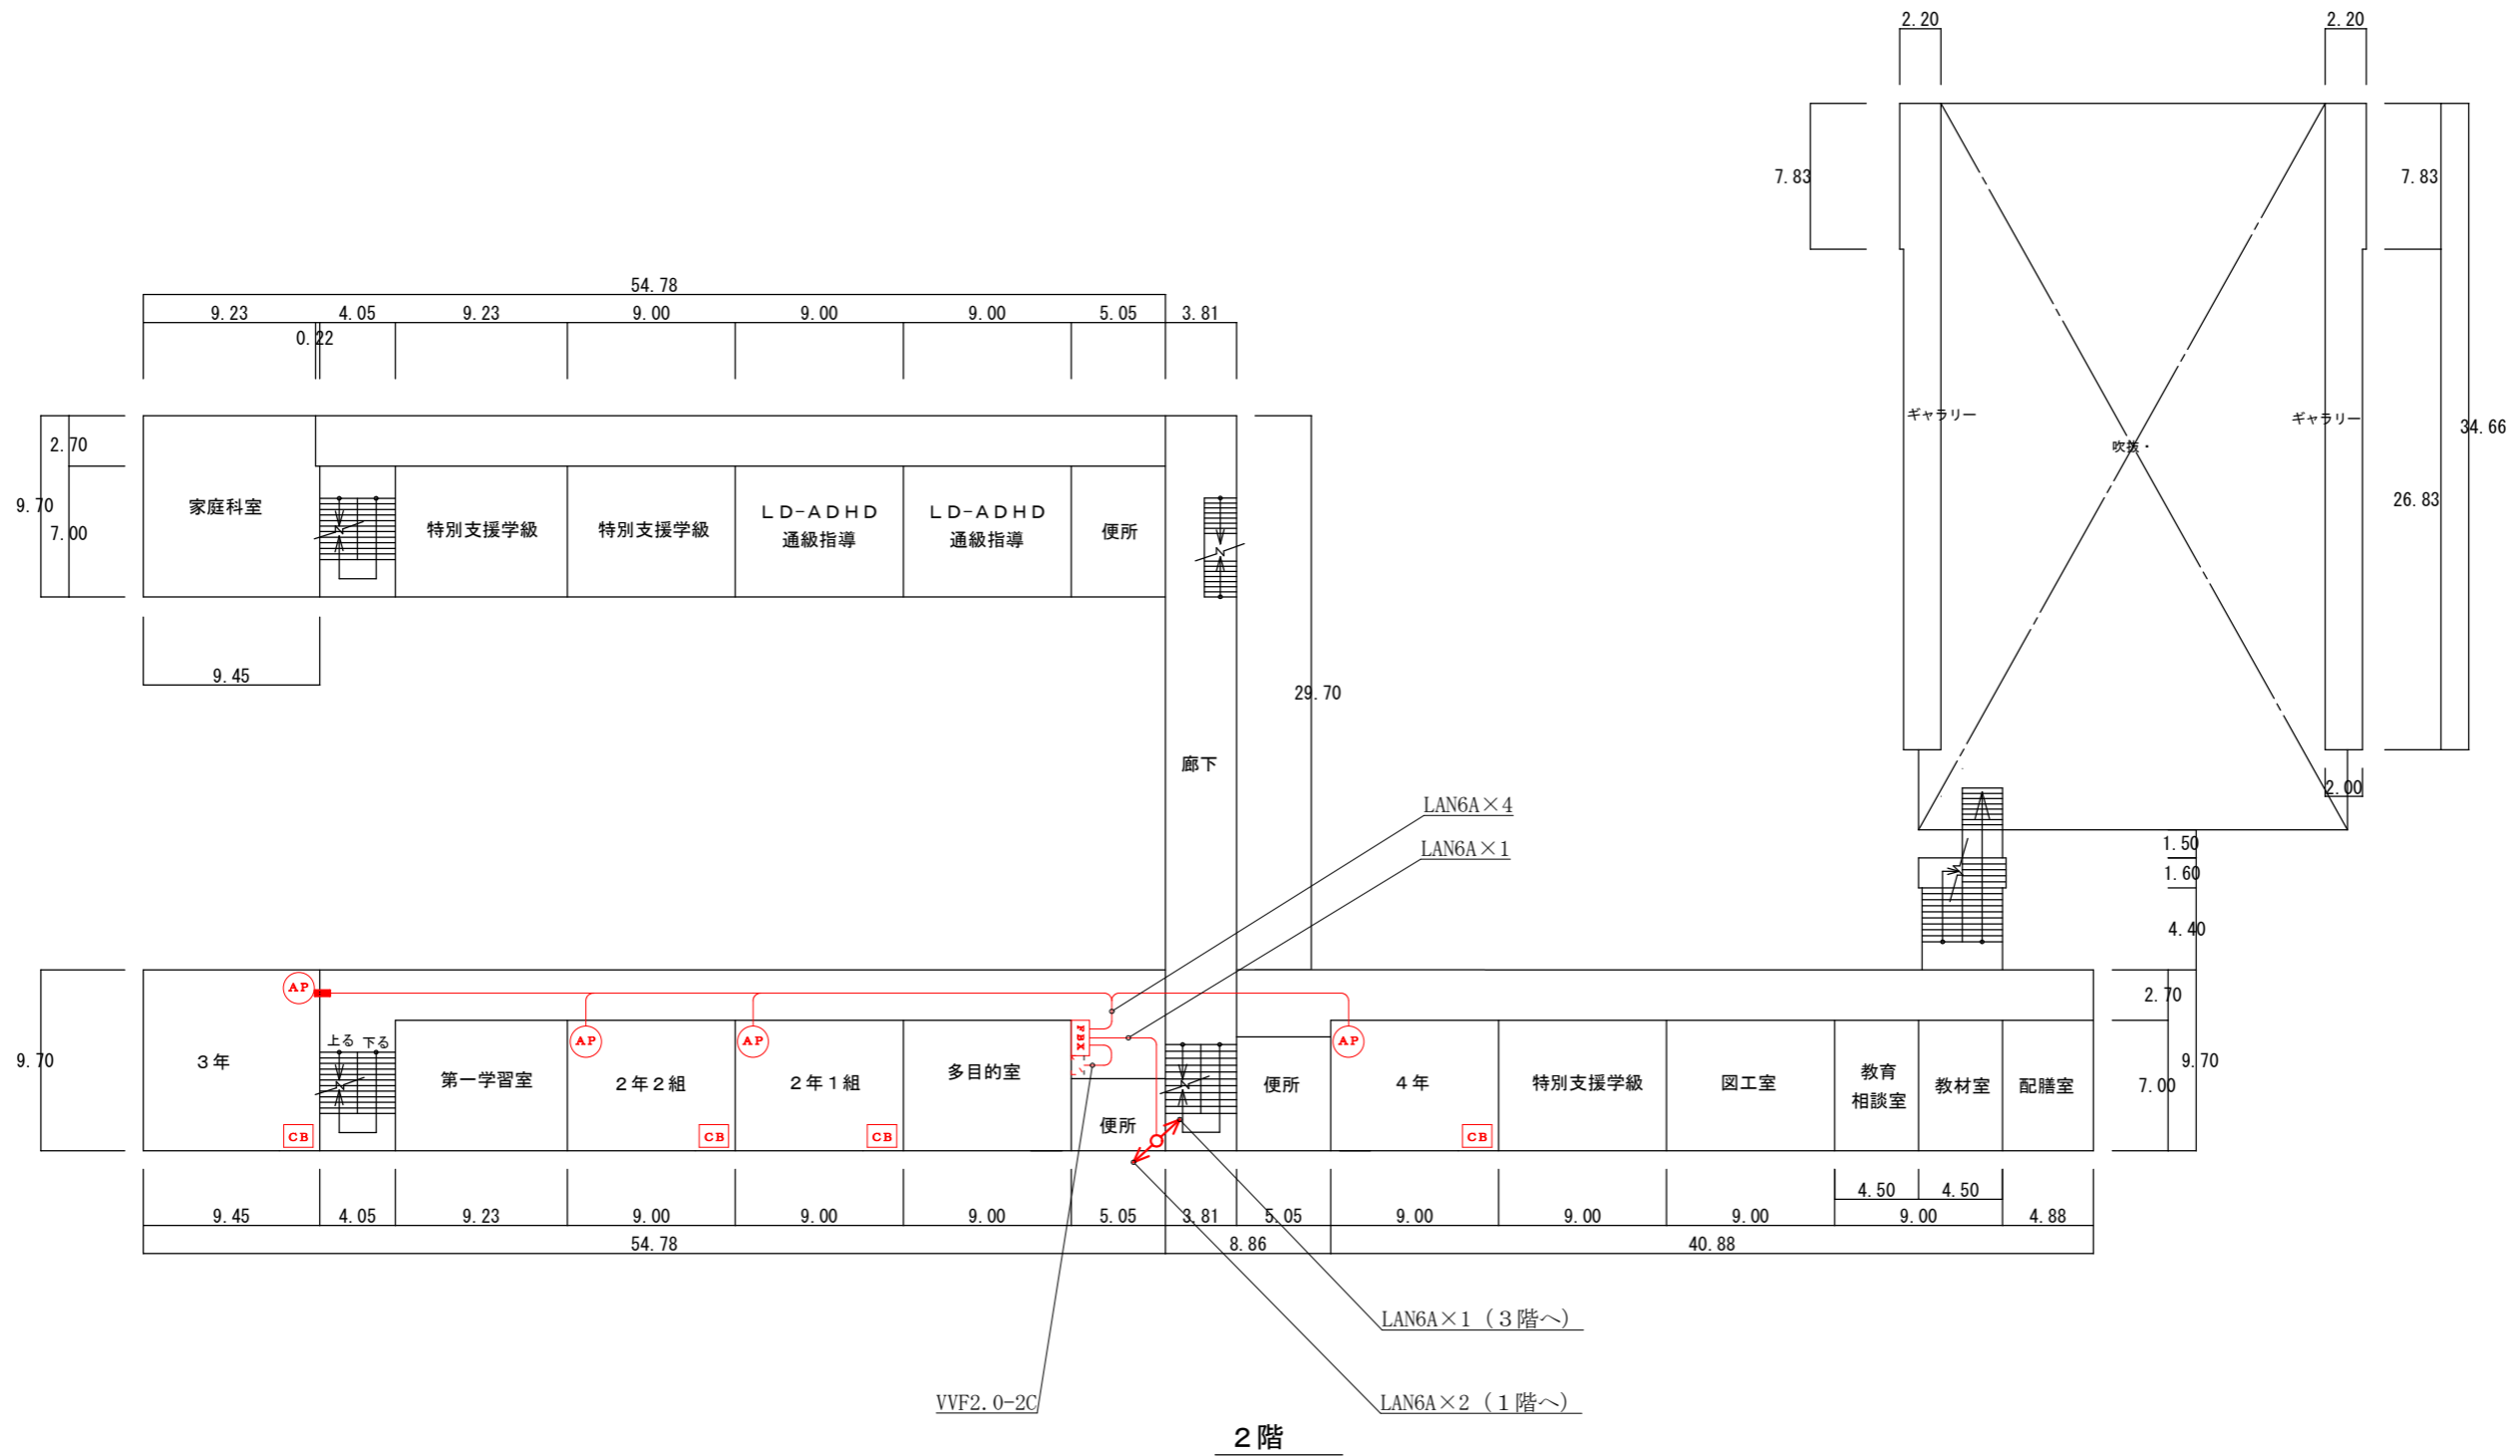 2.20
2.20
7.83
7.83
54.78
9.23
4.05
9.23
9.00
9.00
9.00
5.05
3.81
0.22
2.70
9.70
7.00
家庭科室
特別支援学級
特別支援学級
ＬＤ-ＡＤＨＤ
通級指導
ＬＤ-ＡＤＨＤ
通級指導
便所
ギャラリー
吹抜・
ギャラリー
34.66
26.83
9.45
29.70
廊下
2.00
LAN6A×4
LAN6A×1
1.50
1.60
4.40
2.70
9.70
7.00
9.70
AP
上る
下る
３年
CB
第一学習室
AP
２年２組
CB
AP
２年１組
CB
多目的室
便所
便所
AP
４年
CB
特別支援学級
図工室
教育
相談室
教材室
配膳室
4.50
4.50
9.45
4.05
9.23
9.00
9.00
9.00
5.05
3.81
5.05
9.00
9.00
9.00
9.00
4.88
54.78
8.86
40.88
LAN6A×1（３階へ）
VVF2.0-2C
LAN6A×2（１階へ）
２階